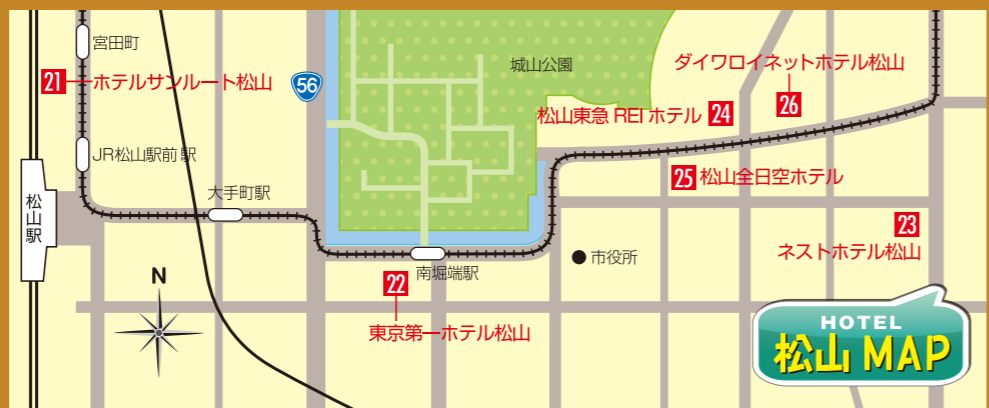 宮田町
21 ホテルサンルート松山
56
城山公園
ダイワロイネットホテル松山
26
松山東急 REI ホテル 24
JR松山駅前駅
25 松山全日空ホテル
大手町駅
松山駅
23
ネストホテル松山
市役所
南堀端駅
22
東京第一ホテル松山
N
HOTEL
松山 MAP